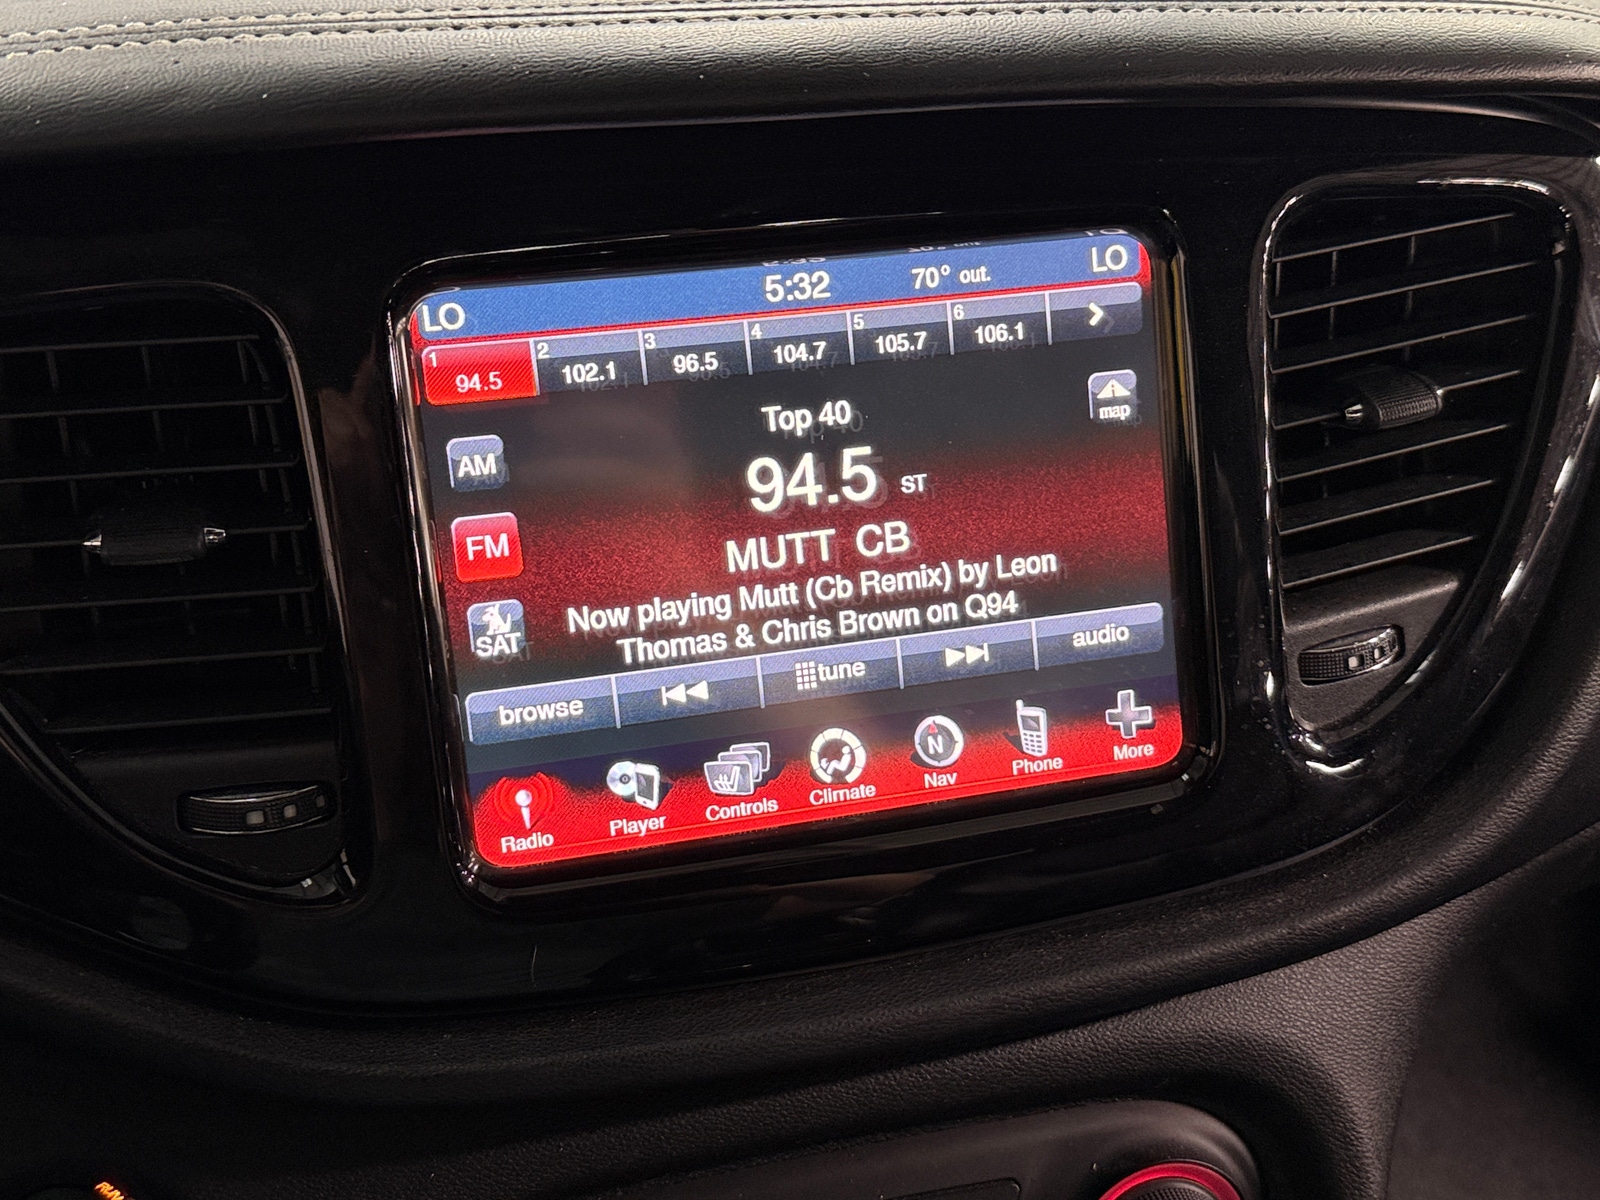 LO 5:32 70° out. LO
1 94.5 2 102.1 3 96.5 4 104.7 5 105.7 6 106.1
Top 40
map
AM
94.5 ST
FM
MUTT CB
Now playing Mutt (Cb Remix) by Leon
Thomas & Chris Brown on Q94
SAT
browse tune audio
Radio Player Controls Climate Nav N Phone More
RUN